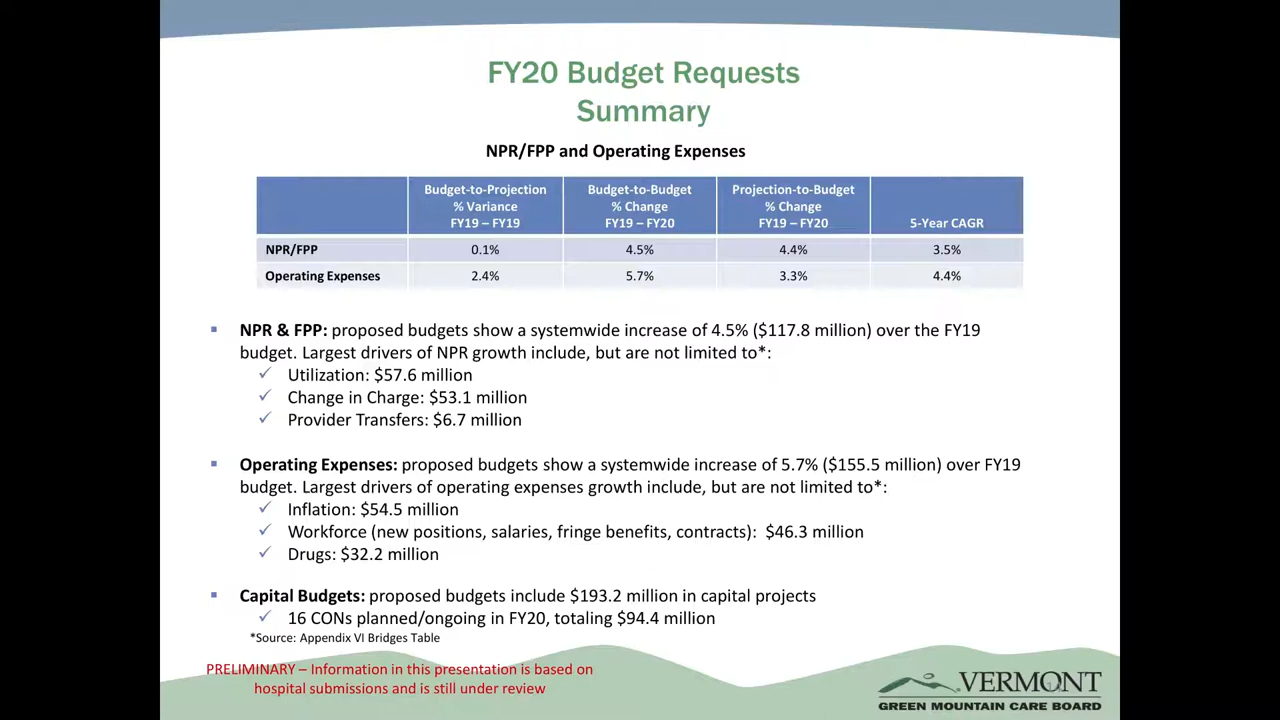 FY20 Budget Requests
Summary
NPR/FPP and Operating Expenses
Budget-to-Projection % Variance FY19 – FY19 Budget-to-Budget % Change FY19 – FY20 Projection-to-Budget % Change FY19 – FY20 5-Year CAGR
NPR/FPP 0.1% 4.5% 4.4% 3.5%
Operating Expenses 2.4% 5.7% 3.3% 4.4%
▪ NPR & FPP: proposed budgets show a systemwide increase of 4.5% ($117.8 million) over the FY19
budget. Largest drivers of NPR growth include, but are not limited to*:
✓ Utilization: $57.6 million
✓ Change in Charge: $53.1 million
✓ Provider Transfers: $6.7 million
▪ Operating Expenses: proposed budgets show a systemwide increase of 5.7% ($155.5 million) over FY19
budget. Largest drivers of operating expenses growth include, but are not limited to*:
✓ Inflation: $54.5 million
✓ Workforce (new positions, salaries, fringe benefits, contracts): $46.3 million
✓ Drugs: $32.2 million
▪ Capital Budgets: proposed budgets include $193.2 million in capital projects
✓ 16 CONs planned/ongoing in FY20, totaling $94.4 million
*Source: Appendix VI Bridges Table
PRELIMINARY – Information in this presentation is based on
hospital submissions and is still under review
VERMONT
GREEN MOUNTAIN CARE BOARD